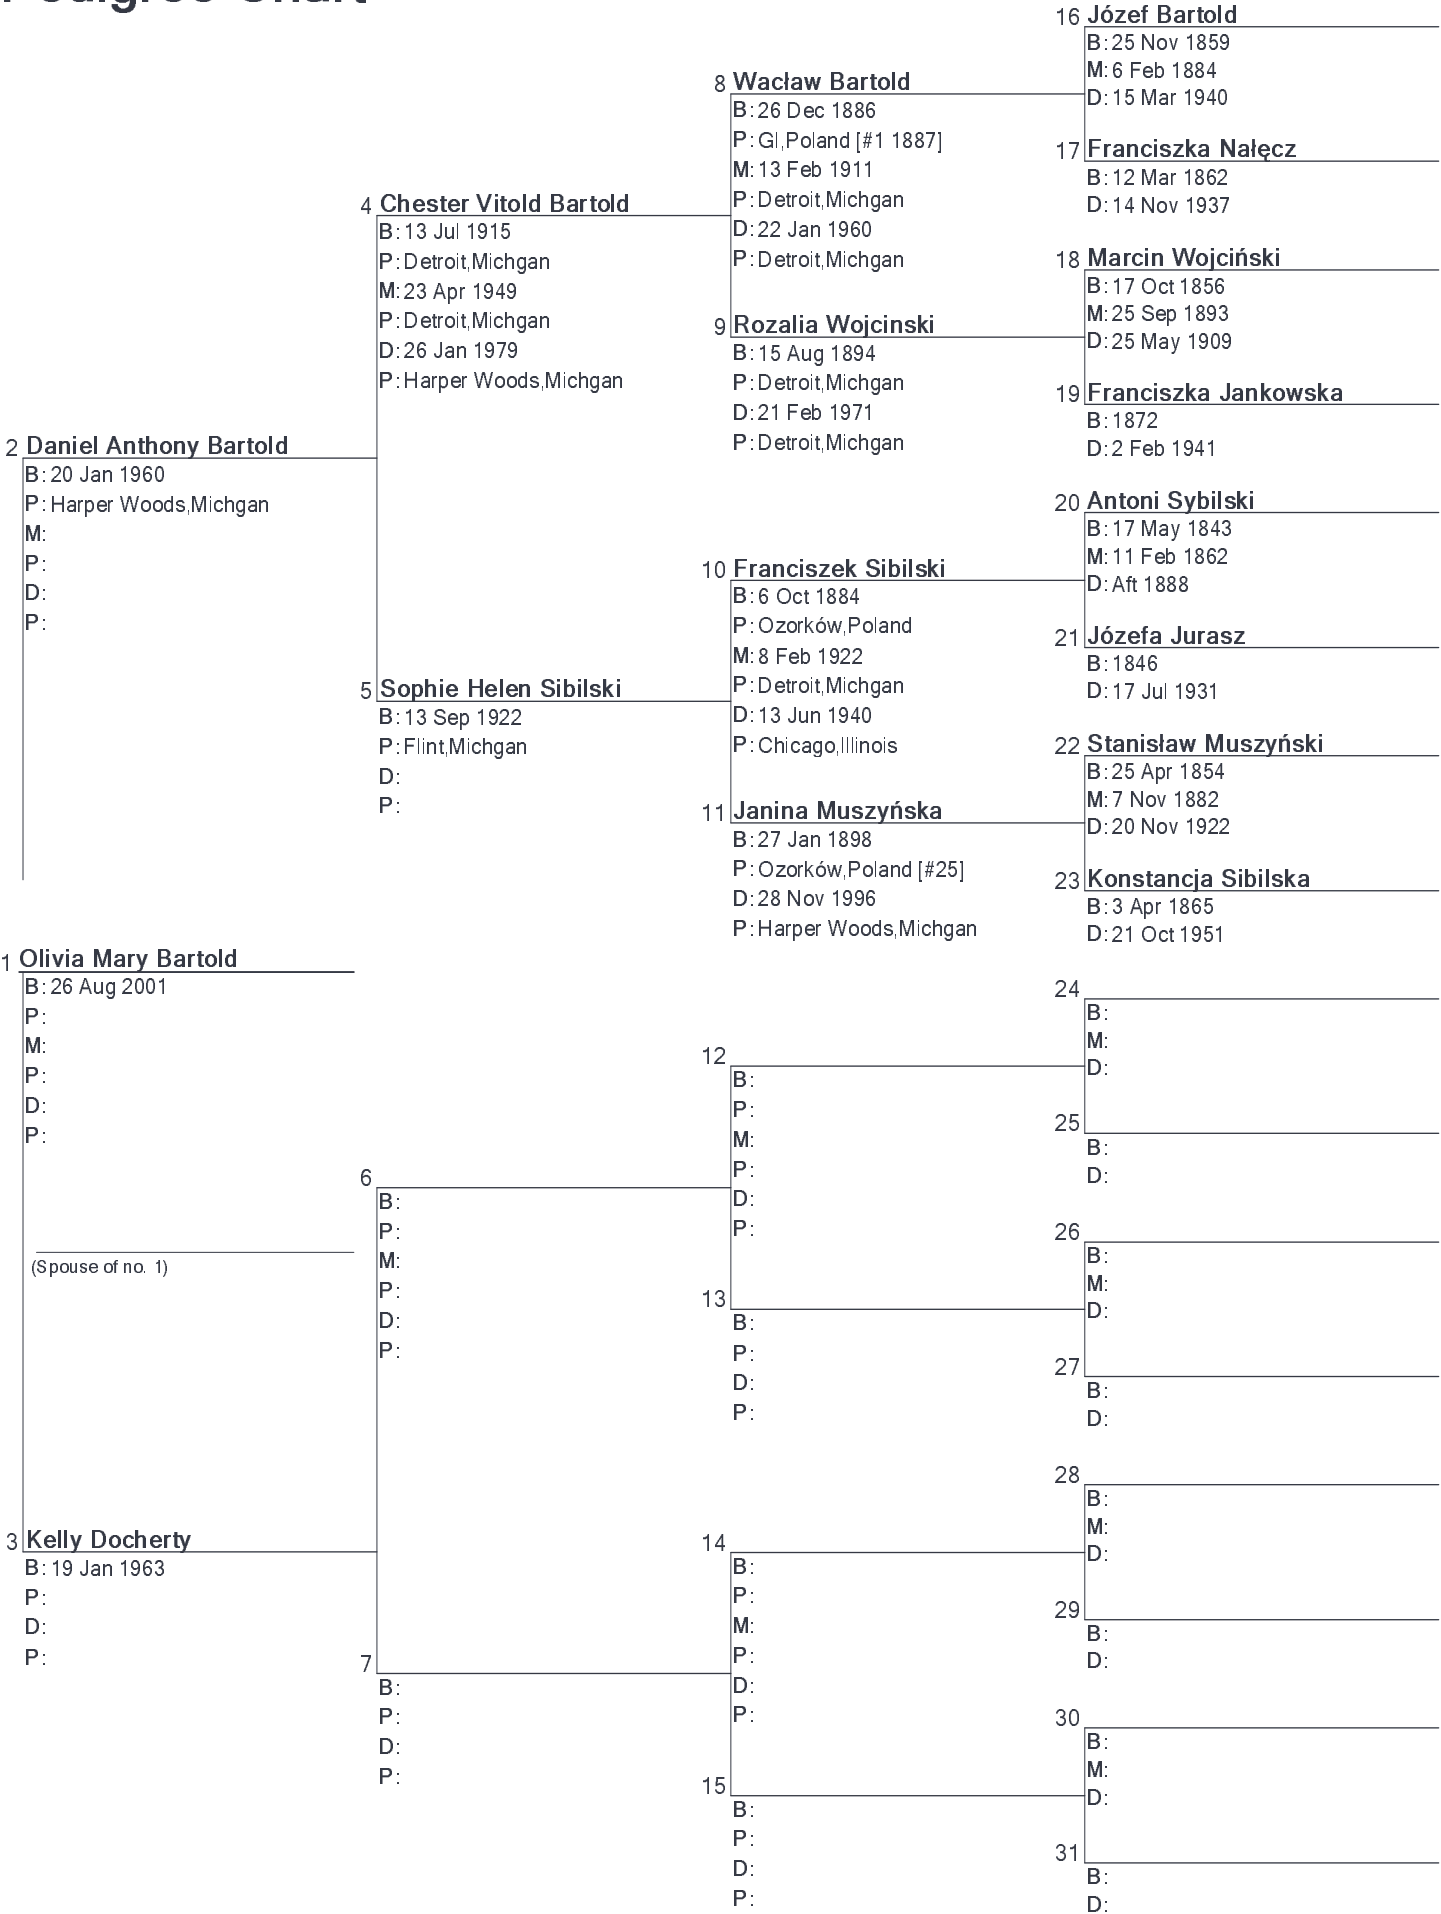 Pedigree Chart
16 Józef Bartold
B: 25 Nov 1859
M: 6 Feb 1884
D: 15 Mar 1940
8 Wacław Bartold
B: 26 Dec 1886
P: Gl,Poland [#1 1887]
M: 13 Feb 1911
P: Detroit,Michgan
D: 22 Jan 1960
P: Detroit,Michgan
17 Franciszka Nałęcz
B: 12 Mar 1862
D: 14 Nov 1937
4 Chester Vitold Bartold
B: 13 Jul 1915
P: Detroit,Michgan
M: 23 Apr 1949
P: Detroit,Michgan
D: 26 Jan 1979
P: Harper Woods,Michgan
18 Marcin Wojciński
B: 17 Oct 1856
M: 25 Sep 1893
D: 25 May 1909
9 Rozalia Wojcinski
B: 15 Aug 1894
P: Detroit,Michgan
D: 21 Feb 1971
P: Detroit,Michgan
19 Franciszka Jankowska
B: 1872
D: 2 Feb 1941
2 Daniel Anthony Bartold
B: 20 Jan 1960
P: Harper Woods,Michgan
M:
P:
D:
P:
20 Antoni Sybilski
B: 17 May 1843
M: 11 Feb 1862
D: Aft 1888
10 Franciszek Sibilski
B: 6 Oct 1884
P: Ozorków,Poland
M: 8 Feb 1922
P: Detroit,Michgan
D: 13 Jun 1940
P: Chicago,Illinois
21 Józefa Jurasz
B: 1846
D: 17 Jul 1931
5 Sophie Helen Sibilski
B: 13 Sep 1922
P: Flint,Michgan
D:
P:
22 Stanisław Muszyński
B: 25 Apr 1854
M: 7 Nov 1882
D: 20 Nov 1922
11 Janina Muszyńska
B: 27 Jan 1898
P: Ozorków,Poland [#25]
D: 28 Nov 1996
P: Harper Woods,Michgan
23 Konstancja Sibilska
B: 3 Apr 1865
D: 21 Oct 1951
1 Olivia Mary Bartold
B: 26 Aug 2001
P:
M:
P:
D:
P:
24
B:
M:
D:
12
B:
P:
M:
P:
D:
P:
25
B:
D:
6
B:
P:
M:
P:
D:
P:
(Spouse of no. 1)
26
B:
M:
D:
13
B:
P:
D:
P:
27
B:
D:
28
B:
M:
D:
3 Kelly Docherty
B: 19 Jan 1963
P:
D:
P:
14
B:
P:
M:
P:
D:
P:
29
B:
D:
7
B:
P:
D:
P:
30
B:
M:
D:
15
B:
P:
D:
P:
31
B:
D: